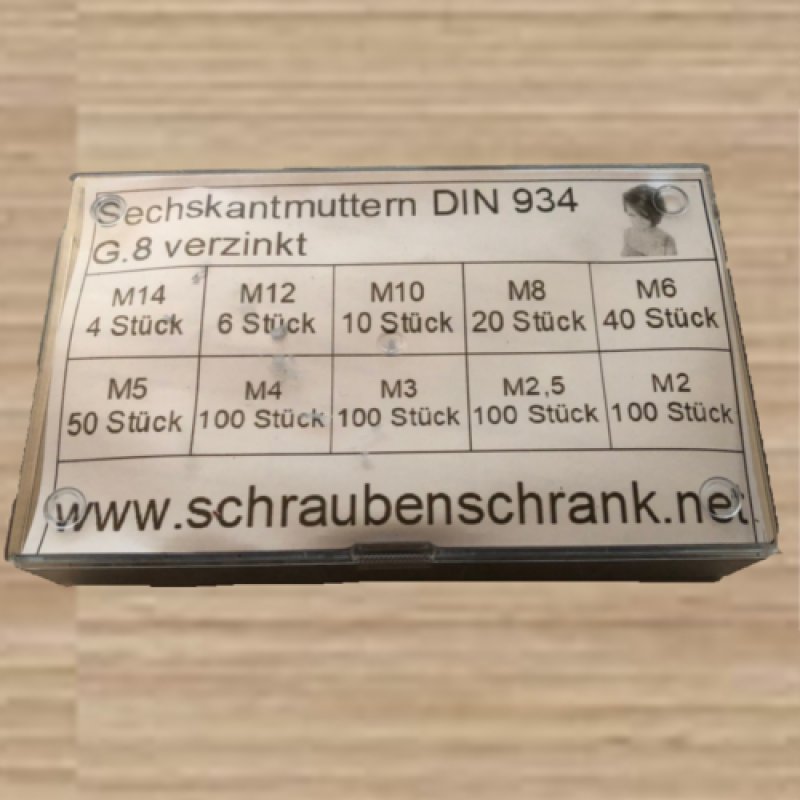 Sechskantmuttern DIN 934
G.8 verzinkt
M14 M12 M10 M8 M6
4 Stück 6 Stück 10 Stück 20 Stück 40 Stück
M5 M4 M3 M2,5 M2
50 Stück 100 Stück 100 Stück 100 Stück 100 Stück
www.schraubenschrank.net